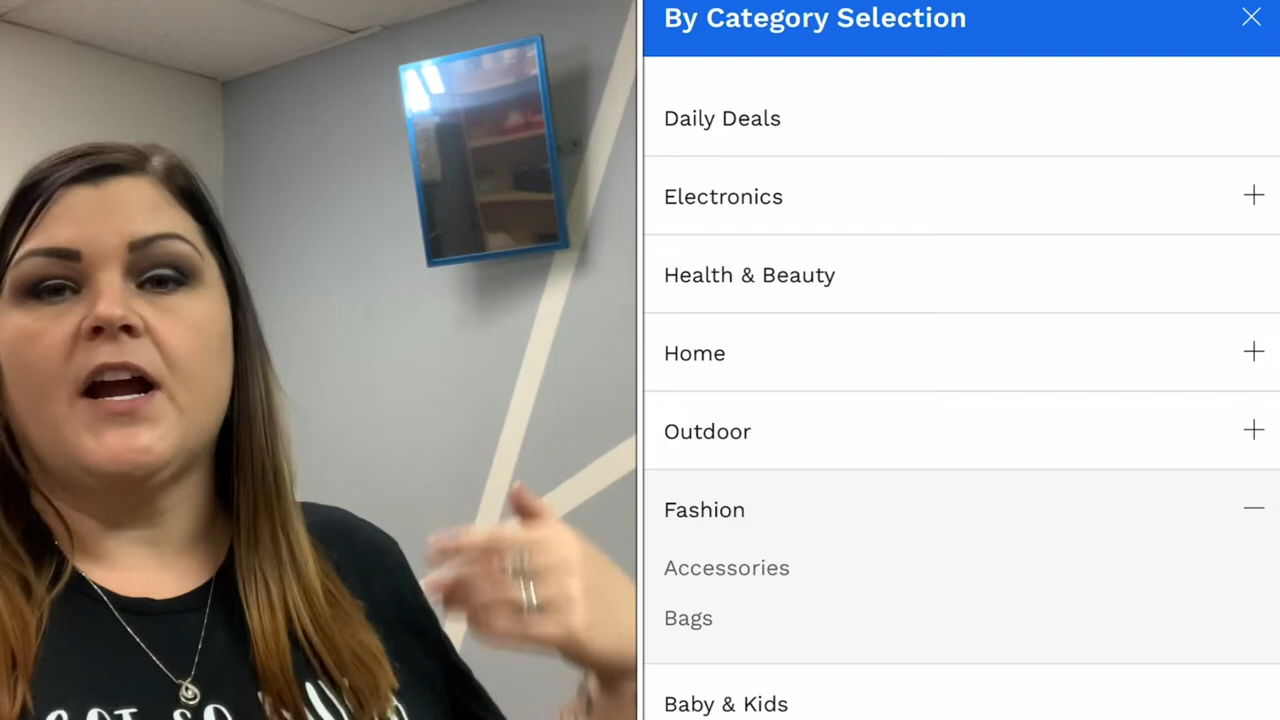 By Category Selection
Daily Deals
Electronics
Health & Beauty
Home
Outdoor
Fashion
Accessories
Bags
Baby & Kids